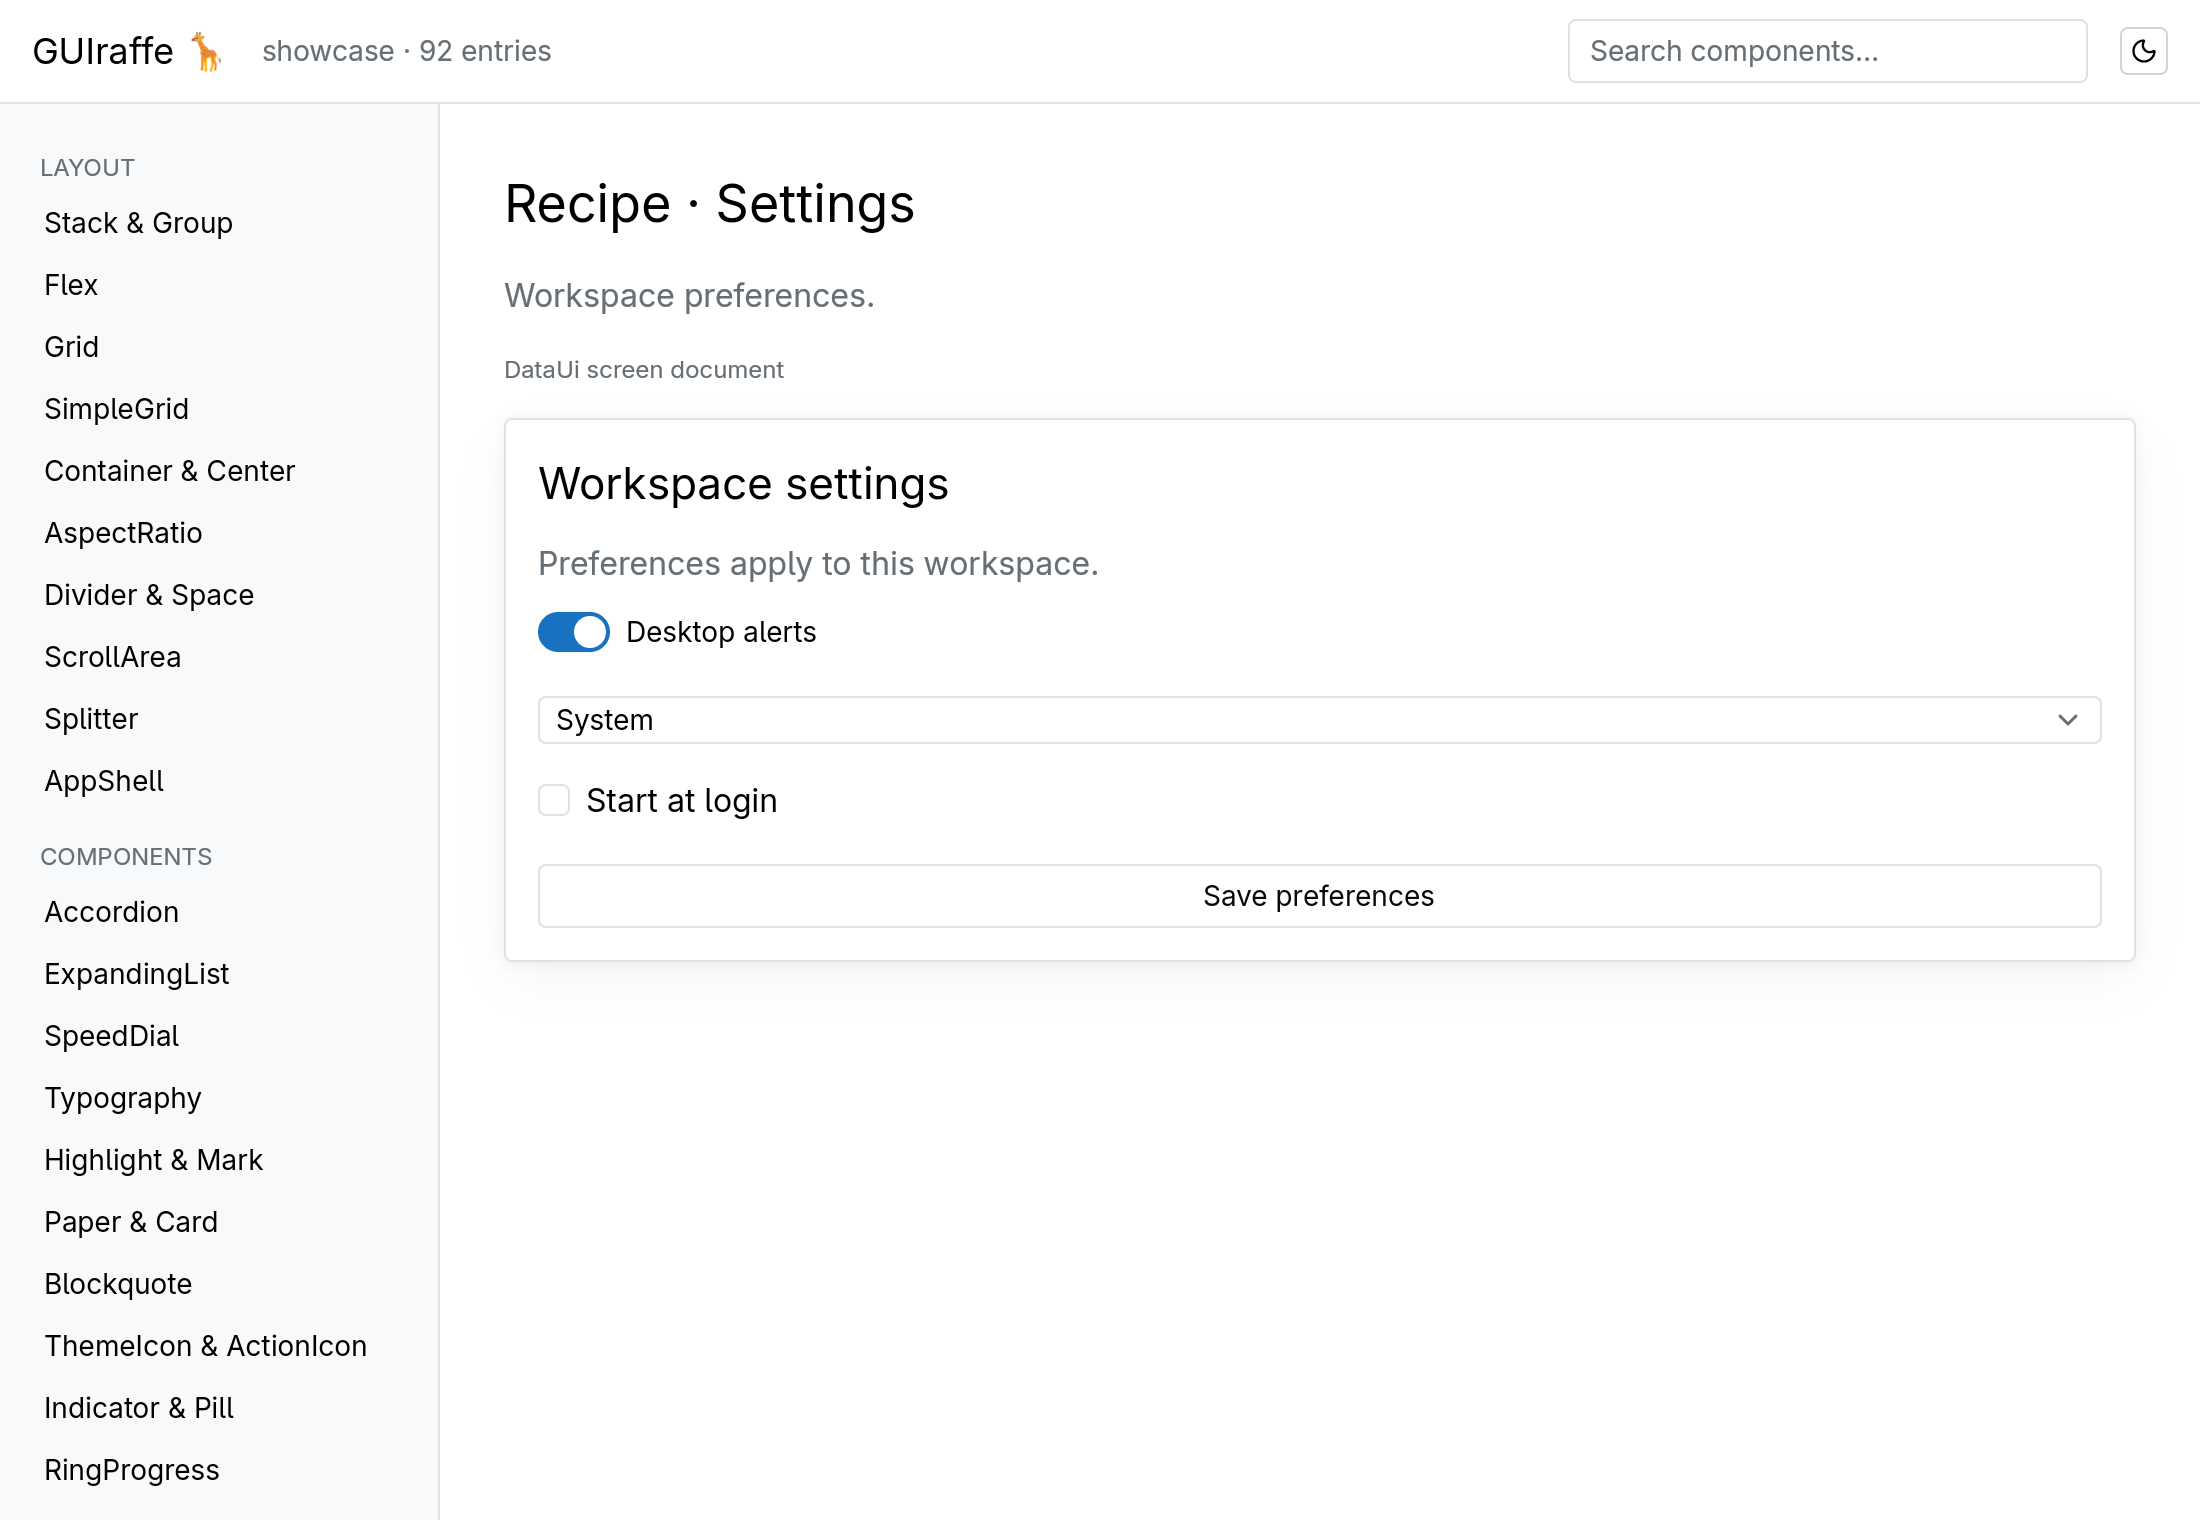 GUIraffe 🦒 showcase · 92 entries
Search components...
LAYOUT
Stack & Group
Flex
Grid
SimpleGrid
Container & Center
AspectRatio
Divider & Space
ScrollArea
Splitter
AppShell
COMPONENTS
Accordion
ExpandingList
SpeedDial
Typography
Highlight & Mark
Paper & Card
Blockquote
ThemeIcon & ActionIcon
Indicator & Pill
RingProgress
Recipe · Settings
Workspace preferences.
DataUi screen document
Workspace settings
Preferences apply to this workspace.
Desktop alerts
System
Start at login
Save preferences